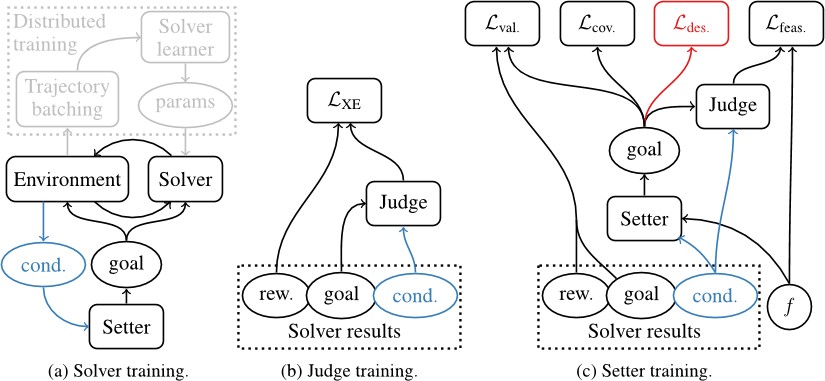 Distributed
training
Solver
learner
Trajectory
batching
params
Environment
Solver
cond.
goal
Setter
(a) Solver training.
ℒXE
Judge
rew.
goal
cond.
Solver results
(b) Judge training.
ℒval.
ℒcov.
ℒdes.
ℒfeas.
Judge
goal
Setter
rew.
goal
cond.
f
Solver results
(c) Setter training.